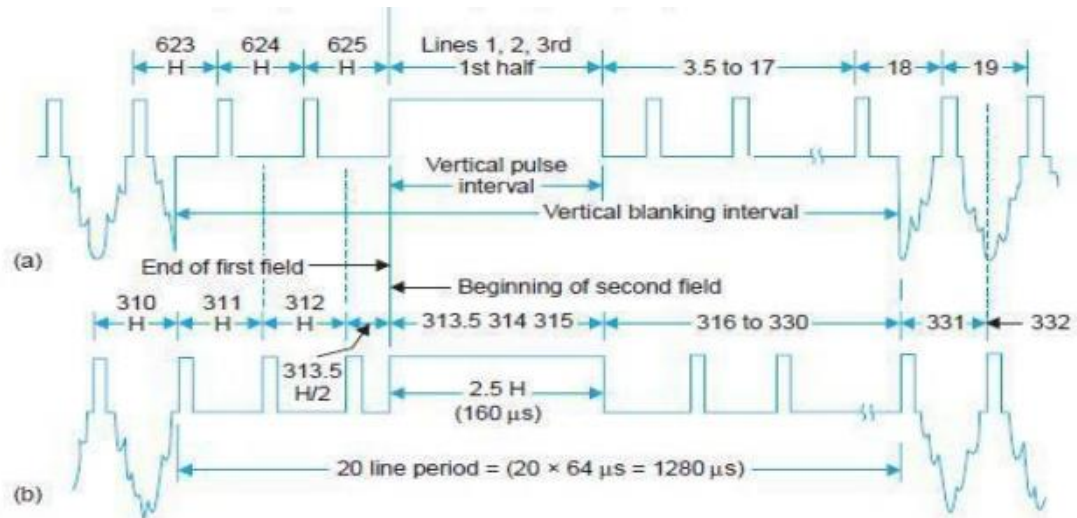 623
H
624
H
625
H
Lines 1, 2, 3rd
1st half
3.5 to 17
18
19
Vertical pulse
interval
Vertical blanking interval
(a)
End of first field
Beginning of second field
310
H
311
H
312
H
313.5
H/2
313.5 314 315
316 to 330
331
332
2.5 H
(160 μs)
20 line period = (20 × 64 μs = 1280 μs)
(b)